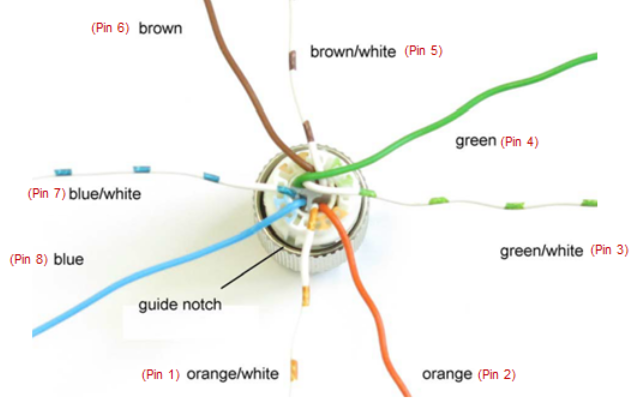 (Pin 6) brown
brown/white (Pin 5)
green (Pin 4)
(Pin 7) blue/white
green/white (Pin 3)
(Pin 8) blue
guide notch
(Pin 1) orange/white
orange (Pin 2)